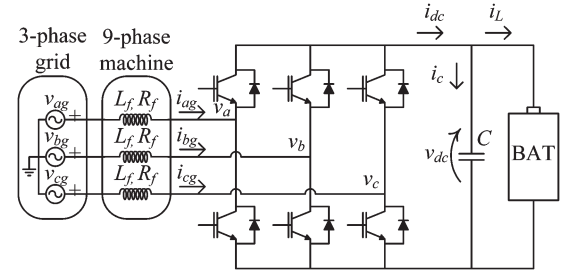 3-phase grid
9-phase machine
i_dc
i_L
v_ag
L_f, R_f
i_ag
v_a
i_c
v_bg
L_f, R_f
i_bg
v_b
v_dc
C
BAT
v_cg
L_f, R_f
i_cg
v_c